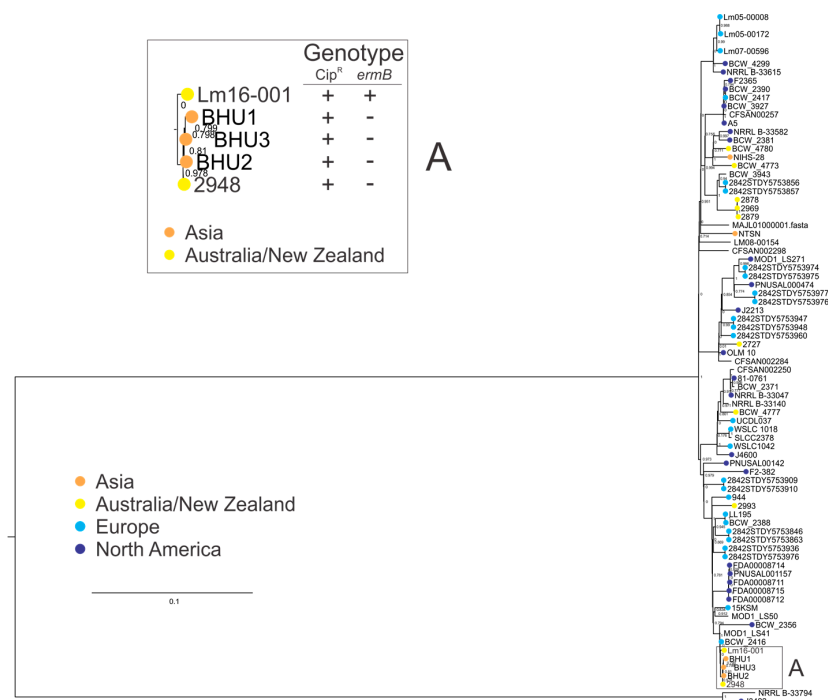 Genotype
CipR ermB
Lm16-001 + +
0
BHU1 + -
0.799
0.798
BHU3 + -
0.81
BHU2 + -
0.978
2948 + -
Asia
Australia/New Zealand
A
Asia
Australia/New Zealand
Europe
North America
0.1
Lm05-00008
Lm05-00172
Lm07-00596
BCW_4299
NRRL B-33615
F2365
BCW_2390
BCW_2417
BCW_3927
CFSAN00257
A5
NRRL B-33582
BCW_2381
BCW_4780
NIHS-28
BCW_4773
BCW_3943
2842STDY5753856
2842STDY5753857
2878
2969
2879
MAJL01000001.fasta
NTSN
LM08-00154
CFSAN002298
MOD1_LS271
2842STDY5753974
2842STDY5753975
PNUSAL000474
2842STDY5753977
2842STDY5753976
J2213
2842STDY5753947
2842STDY5753948
2842STDY5753960
2727
OLM 10
CFSAN002284
CFSAN002250
81-0761
BCW_2371
NRRL B-33047
NRRL B-33140
BCW_4777
UCDL037
WSLC 1018
SLCC2378
WSLC1042
J4600
PNUSAL00142
F2-382
2842STDY5753909
2842STDY5753910
944
2993
LL195
BCW_2388
2842STDY5753846
2842STDY5753863
2842STDY5753936
2842STDY5753976
FDA00008714
PNUSAL001157
FDA00008711
FDA00008715
FDA00008712
15KSM
MOD1_LS50
BCW_2356
MOD1_LS41
BCW_2416
Lm16-001
BHU1
BHU3
BHU2
2948
A
NRRL B-33794